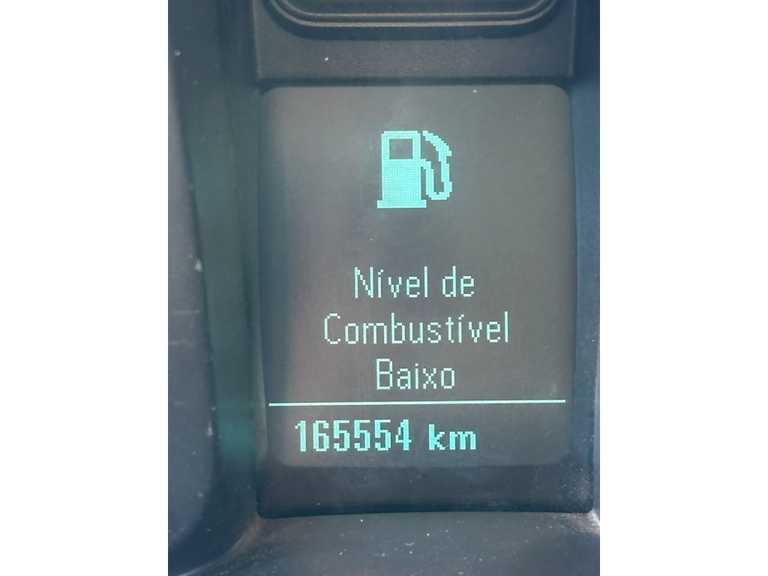 Nível de
Combustível
Baixo
165554 km